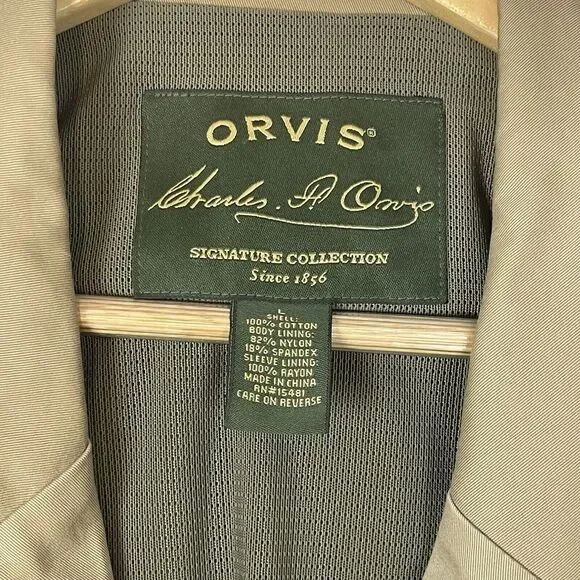 ORVIS®
Charles. F. Orvis
SIGNATURE COLLECTION
Since 1856
L
SHELL:
100% COTTON
BODY LINING:
82% NYLON
18% SPANDEX
SLEEVE LINING:
100% RAYON
MADE IN CHINA
RN#15481
CARE ON REVERSE